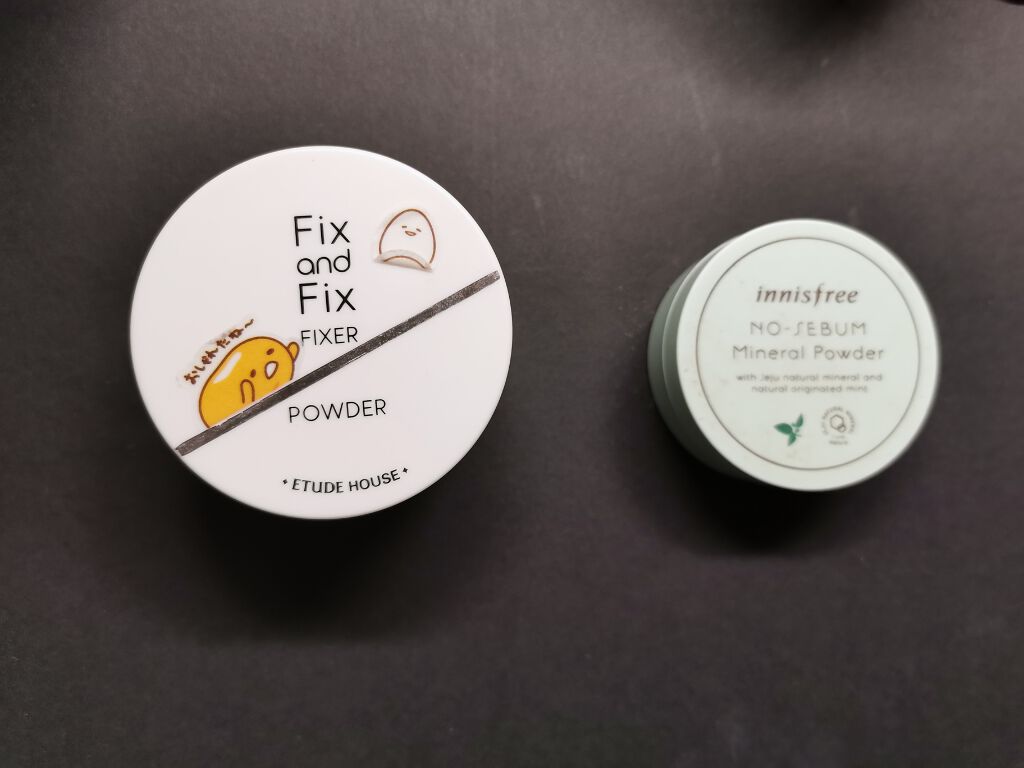 Fix
and
Fix
FIXER
POWDER
ETUDE HOUSE
innisfree
NO-SEBUM
Mineral Powder
with Jeju natural mineral and
natural originated mint